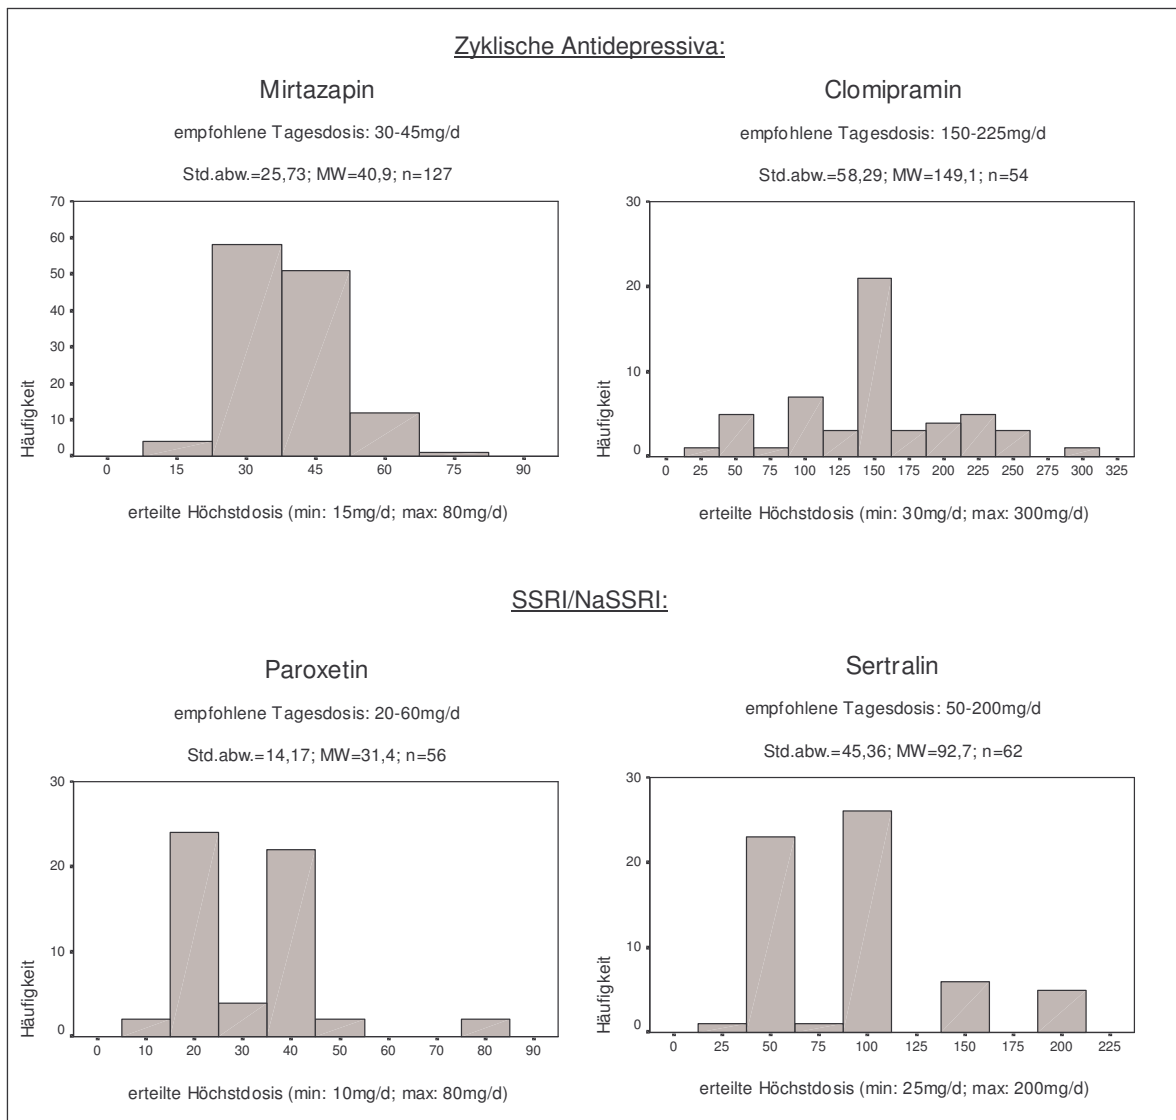 Zyklische Antidepressiva:
Mirtazapin
empfohlene Tagesdosis: 30-45mg/d
Std.abw.=25,73; MW=40,9; n=127
70
60
50
40
30
20
10
0
Häufigkeit
0 15 30 45 60 75 90
erteilte Höchstdosis (min: 15mg/d; max: 80mg/d)
Clomipramin
empfohlene Tagesdosis: 150-225mg/d
Std.abw.=58,29; MW=149,1; n=54
30
20
10
0
Häufigkeit
0 25 50 75 100 125 150 175 200 225 250 275 300 325
erteilte Höchstdosis (min: 30mg/d; max: 300mg/d)
SSRI/NaSSRI:
Paroxetin
empfohlene Tagesdosis: 20-60mg/d
Std.abw.=14,17; MW=31,4; n=56
30
20
10
0
Häufigkeit
0 10 20 30 40 50 60 70 80 90
erteilte Höchstdosis (min: 10mg/d; max: 80mg/d)
Sertralin
empfohlene Tagesdosis: 50-200mg/d
Std.abw.=45,36; MW=92,7; n=62
30
20
10
0
Häufigkeit
0 25 50 75 100 125 150 175 200 225
erteilte Höchstdosis (min: 25mg/d; max: 200mg/d)